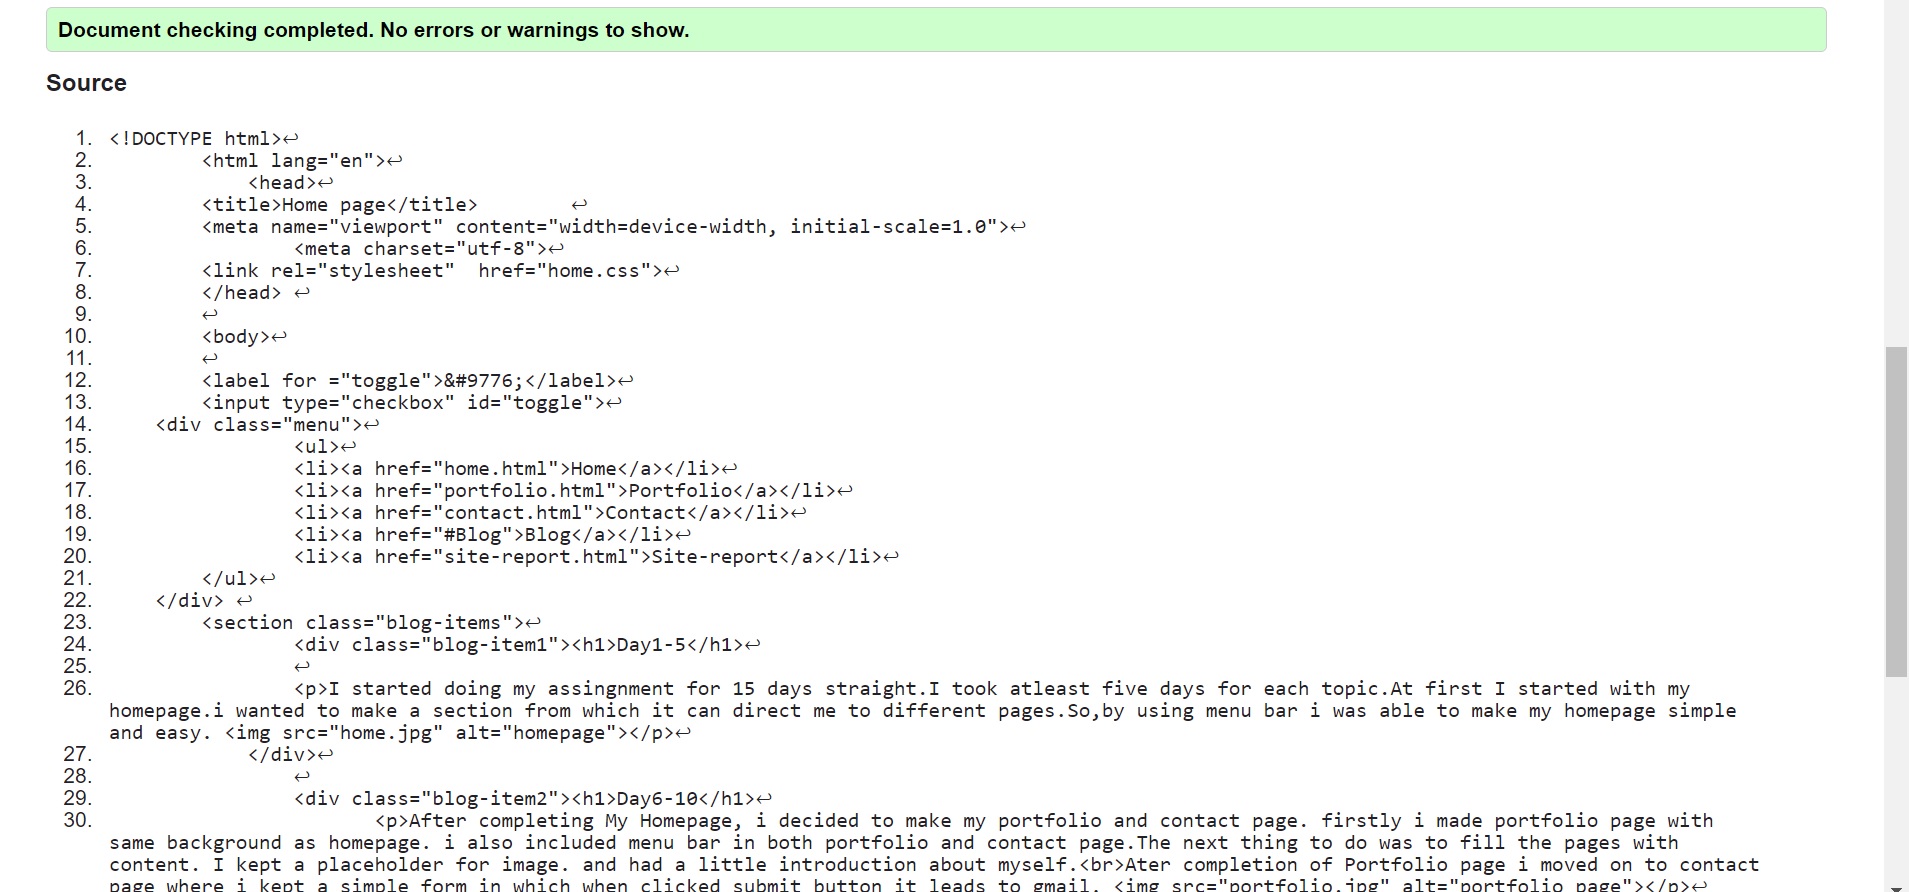 Document checking completed. No errors or warnings to show.
Source
1. <!DOCTYPE html>↩
2. <html lang="en">↩
3. <head>↩
4. <title>Home page</title> ↩
5. <meta name="viewport" content="width=device-width, initial-scale=1.0">↩
6. <meta charset="utf-8">↩
7. <link rel="stylesheet"  href="home.css">↩
8. </head> ↩
9. ↩
10. <body>↩
11. ↩
12. <label for ="toggle">&#9776;</label>↩
13. <input type="checkbox" id="toggle">↩
14. <div class="menu">↩
15. <ul>↩
16. <li><a href="home.html">Home</a></li>↩
17. <li><a href="portfolio.html">Portfolio</a></li>↩
18. <li><a href="contact.html">Contact</a></li>↩
19. <li><a href="#Blog">Blog</a></li>↩
20. <li><a href="site-report.html">Site-report</a></li>↩
21. </ul>↩
22. </div> ↩
23. <section class="blog-items">↩
24. <div class="blog-item1"><h1>Day1-5</h1>↩
25. ↩
26. <p>I started doing my assingnment for 15 days straight.I took atleast five days for each topic.At first I started with my
homepage.i wanted to make a section from which it can direct me to different pages.So,by using menu bar i was able to make my homepage simple
and easy. <img src="home.jpg" alt="homepage"></p>↩
27. </div>↩
28. ↩
29. <div class="blog-item2"><h1>Day6-10</h1>↩
30. <p>After completing My Homepage, i decided to make my portfolio and contact page. firstly i made portfolio page with
same background as homepage. i also included menu bar in both portfolio and contact page.The next thing to do was to fill the pages with
content. I kept a placeholder for image. and had a little introduction about myself.<br>Ater completion of Portfolio page i moved on to contact
page where i kept a simple form in which when clicked submit button it leads to gmail. <img src="portfolio.jpg" alt="portfolio page"></p>↩